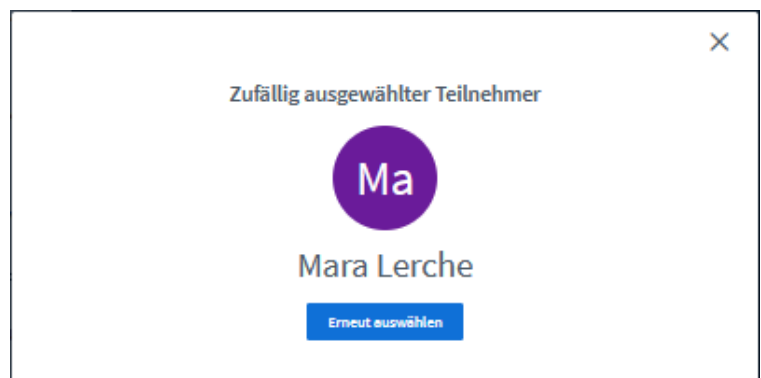 Zufällig ausgewählter Teilnehmer
Ma
Mara Lerche
Erneut auswählen